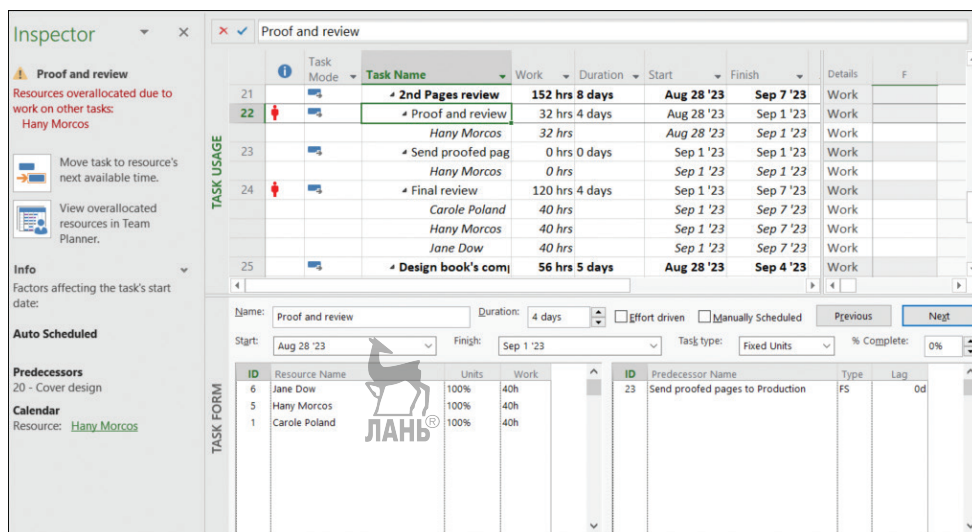 Inspector
Proof and review
Resources overallocated due to
work on other tasks:
Hany Morcos
Move task to resource's
next available time.
View overallocated
resources in Team
Planner.
Info
Factors affecting the task's start
date:
Auto Scheduled
Predecessors
20 - Cover design
Calendar
Resource: Hany Morcos
Proof and review
TASK USAGE
Task Mode Task Name Work Duration Start Finish Details F
21 2nd Pages review 152 hrs 8 days Aug 28 '23 Sep 7 '23 Work
22 Proof and review 32 hrs 4 days Aug 28 '23 Sep 1 '23 Work
Hany Morcos 32 hrs Aug 28 '23 Sep 1 '23 Work
23 Send proofed pag 0 hrs 0 days Sep 1 '23 Sep 1 '23 Work
Hany Morcos 0 hrs Sep 1 '23 Sep 1 '23 Work
24 Final review 120 hrs 4 days Sep 1 '23 Sep 7 '23 Work
Carole Poland 40 hrs Sep 1 '23 Sep 7 '23 Work
Hany Morcos 40 hrs Sep 1 '23 Sep 7 '23 Work
Jane Dow 40 hrs Sep 1 '23 Sep 7 '23 Work
25 Design book's com 56 hrs 5 days Aug 28 '23 Sep 4 '23 Work
TASK FORM
Name: Proof and review Duration: 4 days Effort driven Manually Scheduled Previous Next
Start: Aug 28 '23 Finish: Sep 1 '23 Task type: Fixed Units % Complete: 0%
ID Resource Name Units Work ID Predecessor Name Type Lag
6 Jane Dow 100% 40h 23 Send proofed pages to Production FS 0d
5 Hany Morcos 100% 40h
1 Carole Poland 100% 40h
ЛАНЬ®